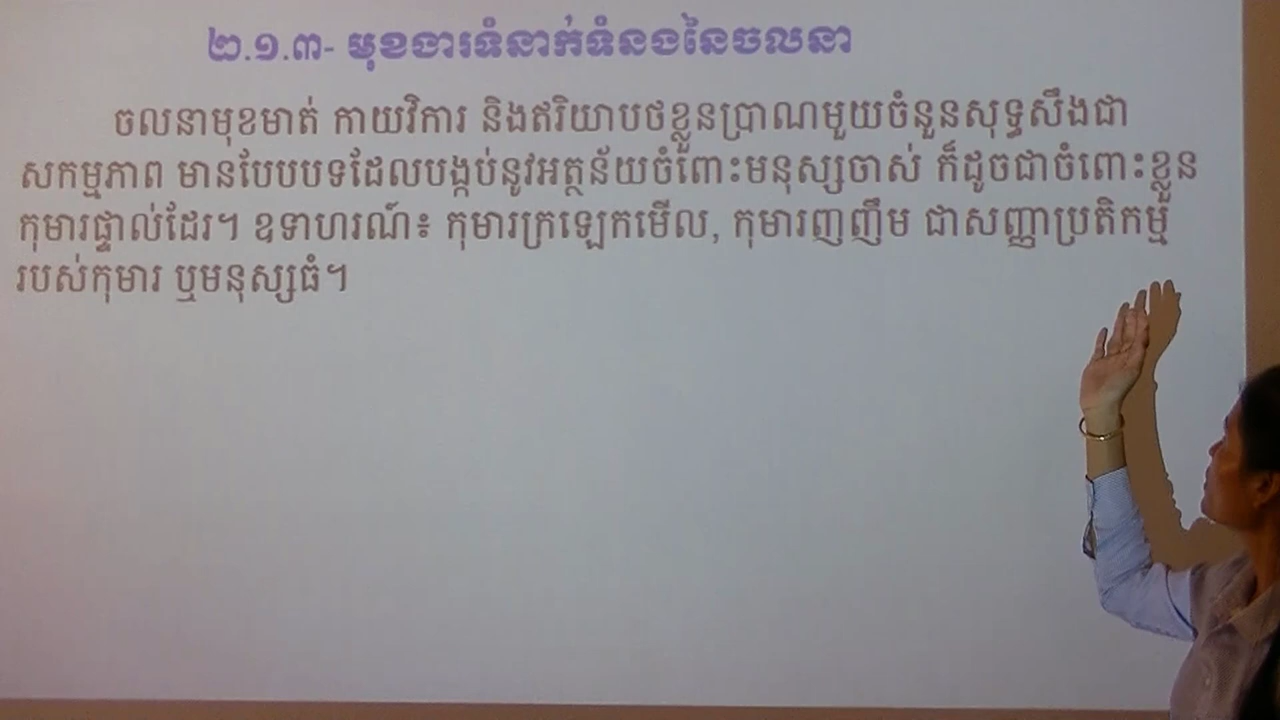 ២.១.៣- មុខងារទំនាក់ទំនងនៃចលនា
ចលនាមុខមាត់ កាយវិការ និងឥរិយាបថខ្លួនប្រាណមួយចំនួនសុទ្ធសឹងជា
សកម្មភាព មានបែបបទដែលបង្កប់នូវអត្ថន័យចំពោះមនុស្សចាស់ ក៏ដូចជាចំពោះខ្លួន
កុមារផ្ទាល់ដែរ។ ឧទាហរណ៍៖ កុមារក្រឡេកមើល, កុមារញញឹម ជាសញ្ញាប្រតិកម្ម
របស់កុមារ ឬមនុស្សធំ។